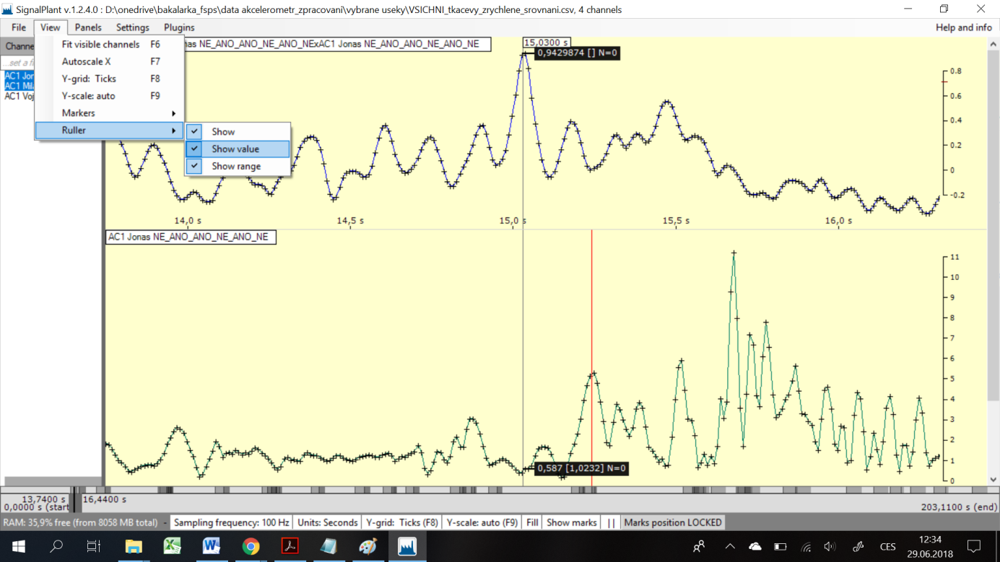 SignalPlant v.1.2.4.0 : D:\onedrive\bakalarka_fsps\data akcelerometr_zpracovaní\vybrane useky\VSICHNI_tkacevy_zrychlene_srovnani.csv, 4 channels
File View Panels Settings Plugins Help and info
Fit visible channels F6
Autoscale X F7
Y-grid: Ticks F8
Y-scale: auto F9
Markers
Ruller
Show
Show value
Show range
Channe
...set a fi
AC1 Jon
AC1 Mila
AC1 Voj
nas NE_ANO_ANO_NE_ANO_NExAC1 Jonas NE_ANO_ANO_NE_ANO_NE
15,0300 s
0,9429874 [] N=0
0.8
0.6
0.4
0.2
0
-0.2
14,0 s 14,5 s 15,0 s 15,5 s 16,0 s
AC1 Jonas NE_ANO_ANO_NE_ANO_NE
11
10
9
8
7
6
5
4
3
2
1
0
0,587 [1,0232] N=0
13,7400 s 16,4400 s
0,0000 s (start 203,1100 s (end)
RAM: 35,9% free (from 8058 MB total) - Sampling frequency: 100 Hz Units: Seconds Y-grid: Ticks (F8) Y-scale: auto (F9) Fill Show marks | | Marks position LOCKED
CES
12:34
29.06.2018